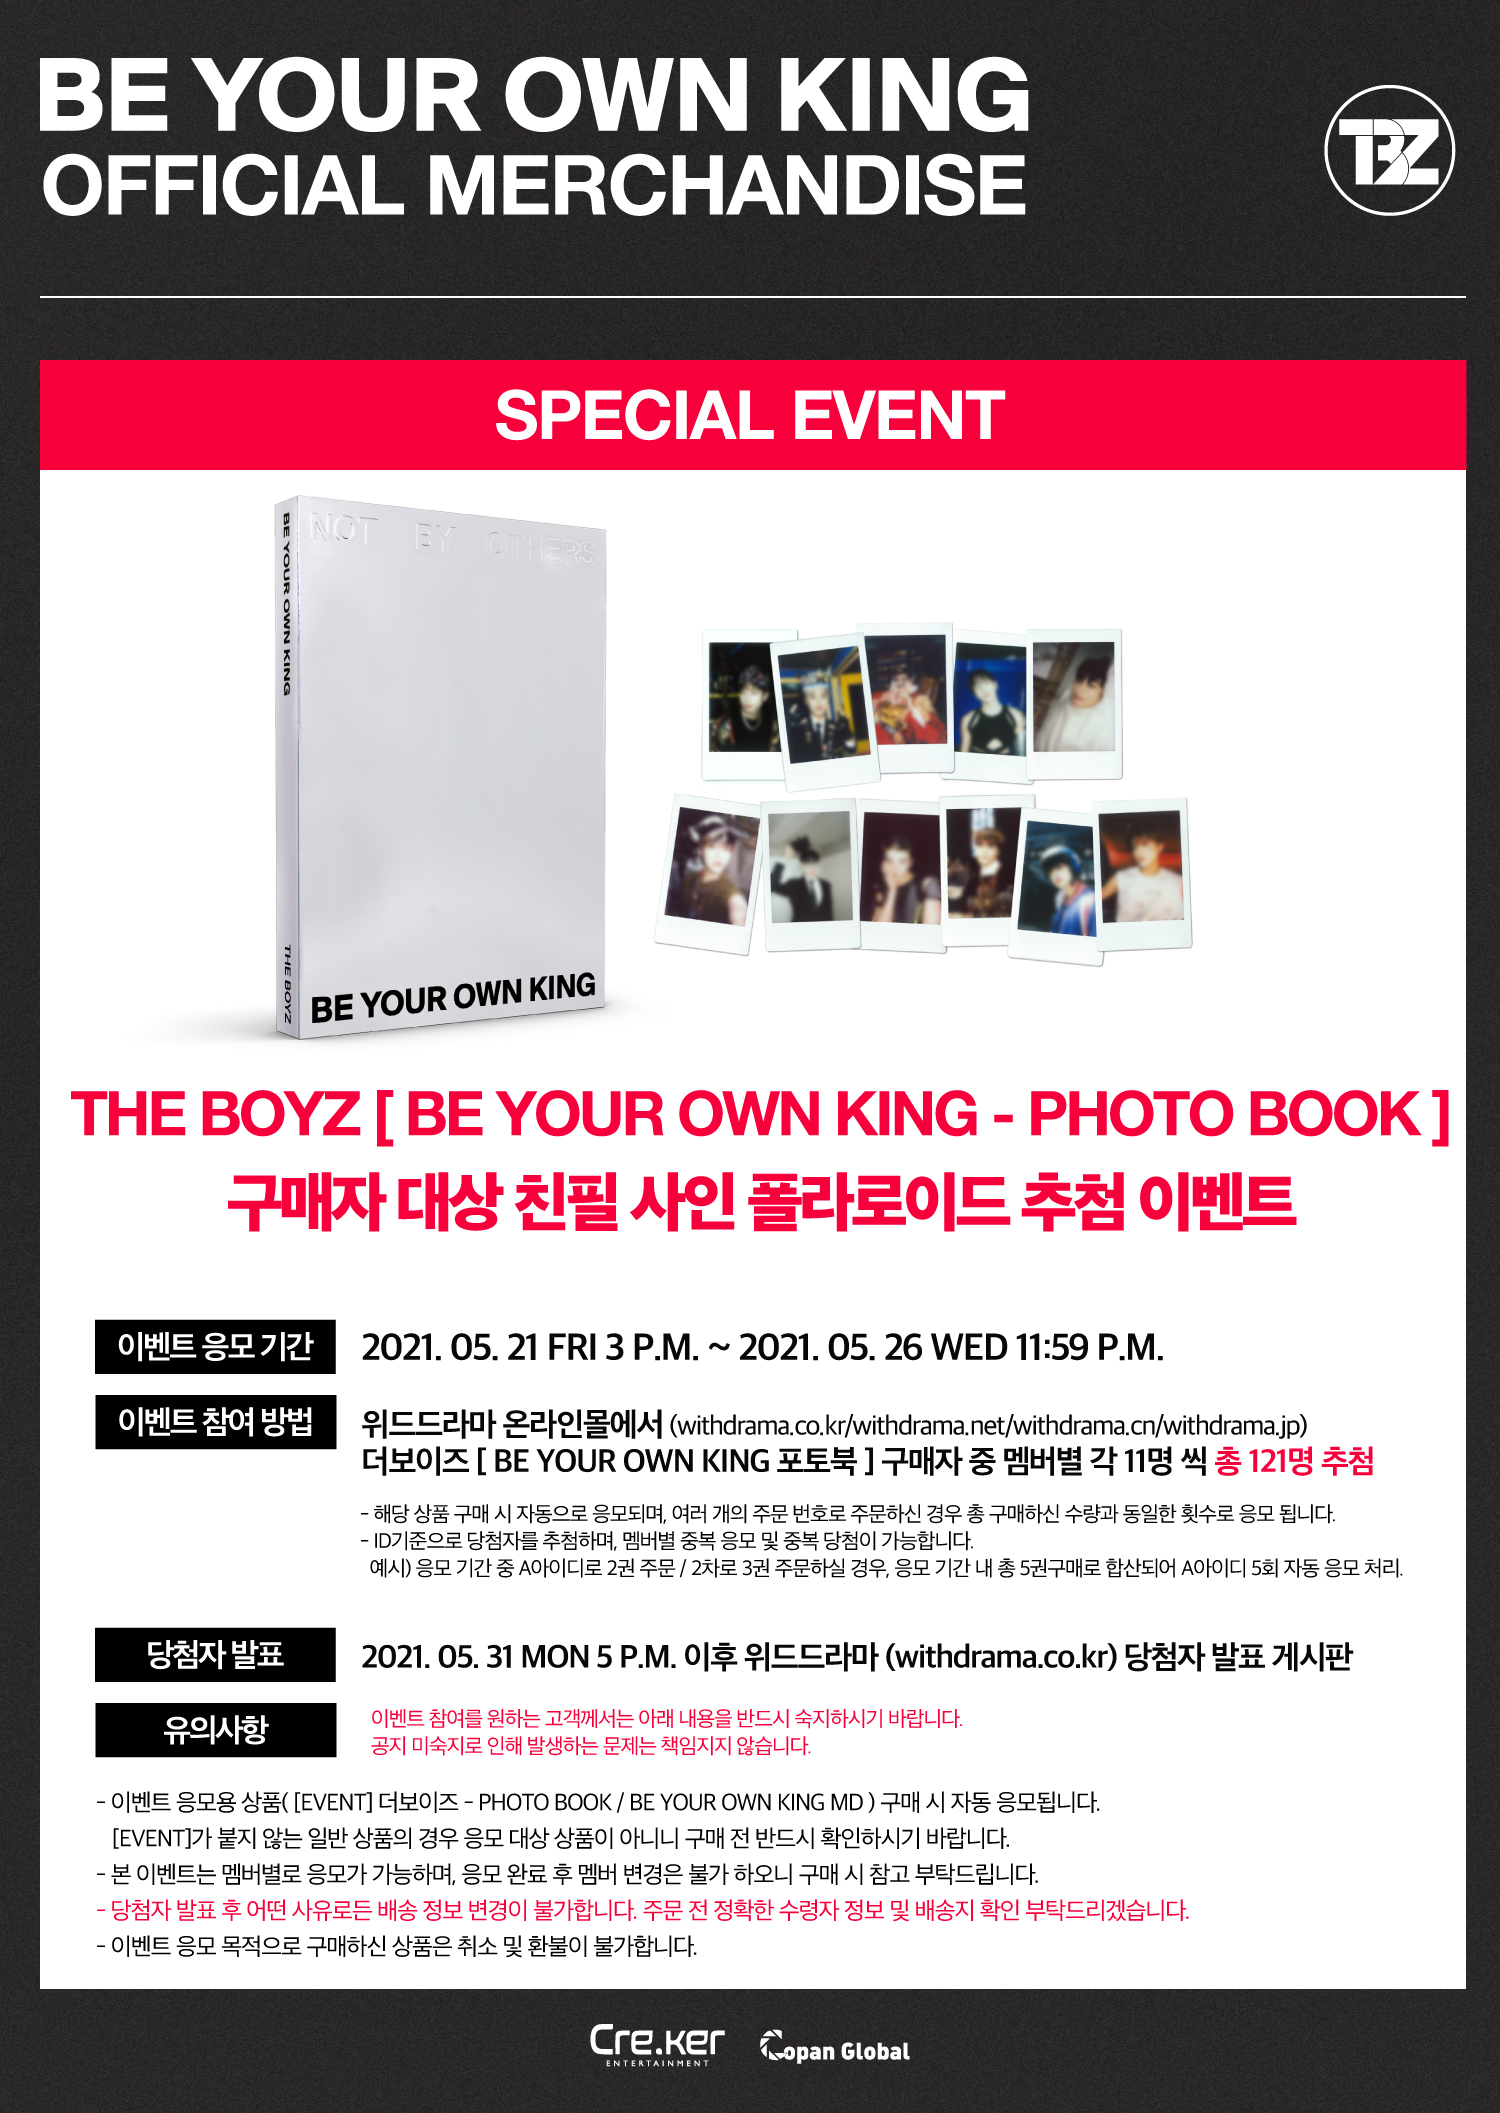 BE YOUR OWN KING
OFFICIAL MERCHANDISE
TBZ
SPECIAL EVENT
NOT BY OTHERS
BE YOUR OWN KING
THE BOYZ
BE YOUR OWN KING
THE BOYZ [ BE YOUR OWN KING - PHOTO BOOK ]
구매자 대상 친필 사인 폴라로이드 추첨 이벤트
이벤트 응모 기간
2021. 05. 21 FRI 3 P.M. ~ 2021. 05. 26 WED 11:59 P.M.
이벤트 참여 방법
위드드라마 온라인몰에서 (withdrama.co.kr/withdrama.net/withdrama.cn/withdrama.jp)
더보이즈 [ BE YOUR OWN KING 포토북 ] 구매자 중 멤버별 각 11명 씩 총 121명 추첨
- 해당 상품 구매 시 자동으로 응모되며, 여러 개의 주문 번호로 주문하신 경우 총 구매하신 수량과 동일한 횟수로 응모 됩니다.
- ID기준으로 당첨자를 추첨하며, 멤버별 중복 응모 및 중복 당첨이 가능합니다.
예시) 응모 기간 중 A아이디로 2권 주문 / 2차로 3권 주문하실 경우, 응모 기간 내 총 5권구매로 합산되어 A아이디 5회 자동 응모 처리.
당첨자 발표
2021. 05. 31 MON 5 P.M. 이후 위드드라마 (withdrama.co.kr) 당첨자 발표 게시판
유의사항
이벤트 참여를 원하는 고객께서는 아래 내용을 반드시 숙지하시기 바랍니다.
공지 미숙지로 인해 발생하는 문제는 책임지지 않습니다.
- 이벤트 응모용 상품( [EVENT] 더보이즈 - PHOTO BOOK / BE YOUR OWN KING MD ) 구매 시 자동 응모됩니다.
[EVENT]가 붙지 않는 일반 상품의 경우 응모 대상 상품이 아니니 구매 전 반드시 확인하시기 바랍니다.
- 본 이벤트는 멤버별로 응모가 가능하며, 응모 완료 후 멤버 변경은 불가 하오니 구매 시 참고 부탁드립니다.
- 당첨자 발표 후 어떤 사유로든 배송 정보 변경이 불가합니다. 주문 전 정확한 수령자 정보 및 배송지 확인 부탁드리겠습니다.
- 이벤트 응모 목적으로 구매하신 상품은 취소 및 환불이 불가합니다.
Cre.ker
ENTERTAINMENT
Copan Global